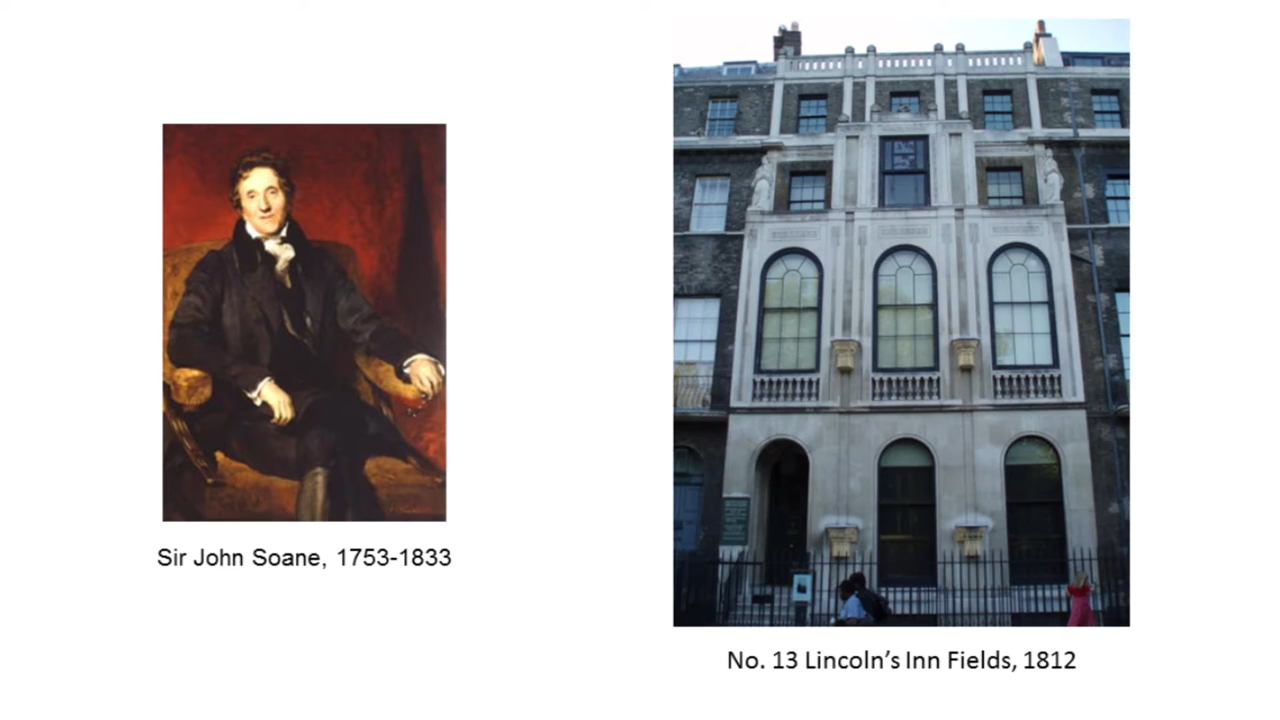 Sir John Soane, 1753-1833
No. 13 Lincoln’s Inn Fields, 1812